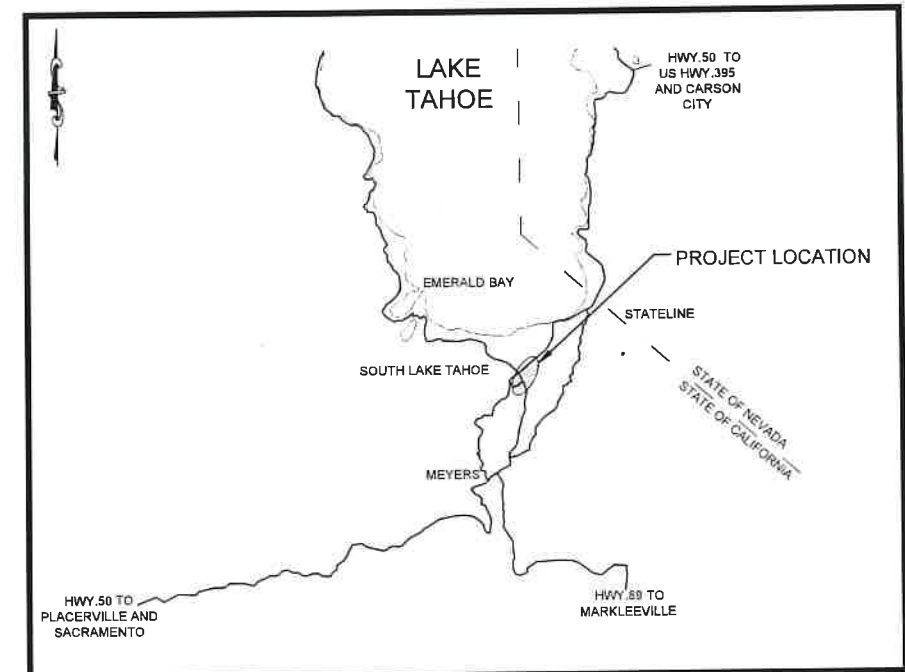 LAKE
TAHOE
HWY.50 TO
US HWY.395
AND CARSON
CITY
PROJECT LOCATION
EMERALD BAY
STATELINE
SOUTH LAKE TAHOE
STATE OF NEVADA
STATE OF CALIFORNIA
MEYERS
HWY.50 TO
PLACERVILLE AND
SACRAMENTO
HWY.89 TO
MARKLEEVILLE